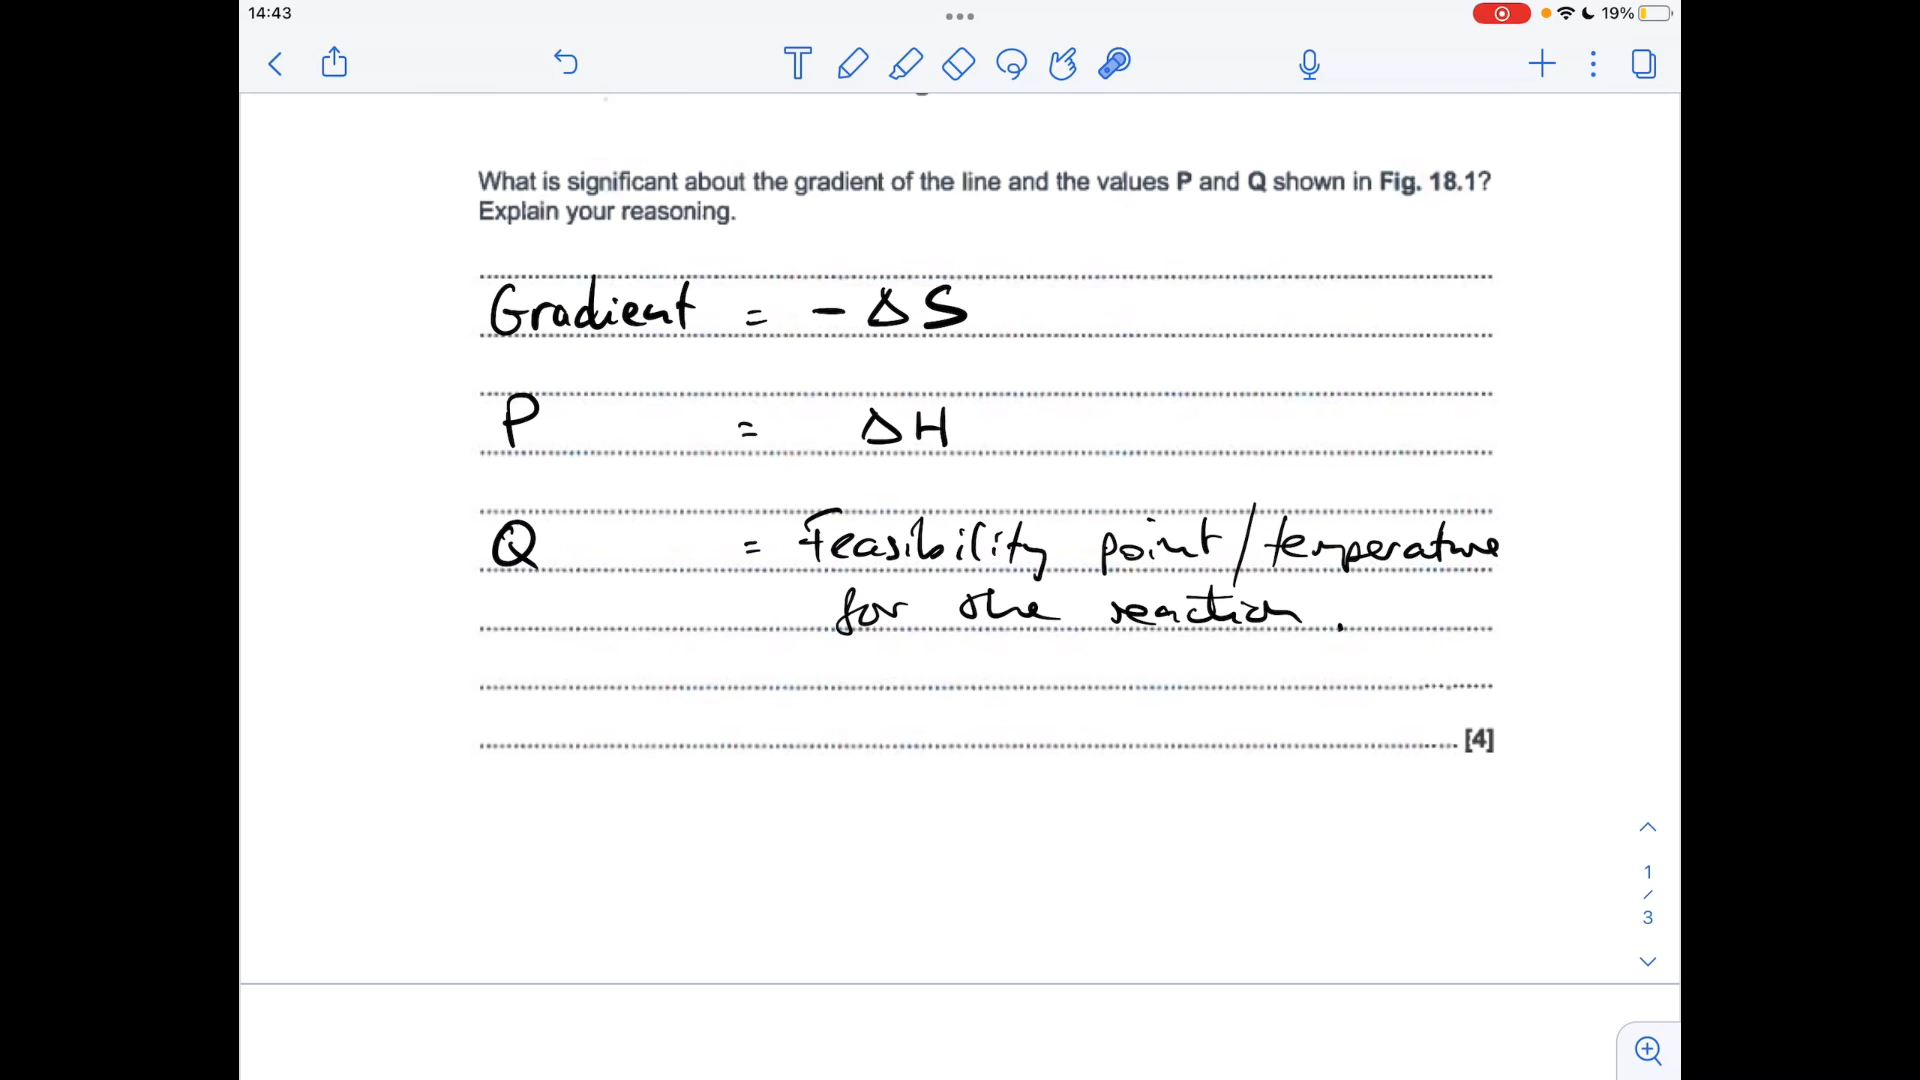 14:43
19%
What is significant about the gradient of the line and the values P and Q shown in Fig. 18.1?
Explain your reasoning.
Gradient = - ΔS
P = ΔH
Q = Feasibility point/temperature
for the reaction.
[4]
1
/
3